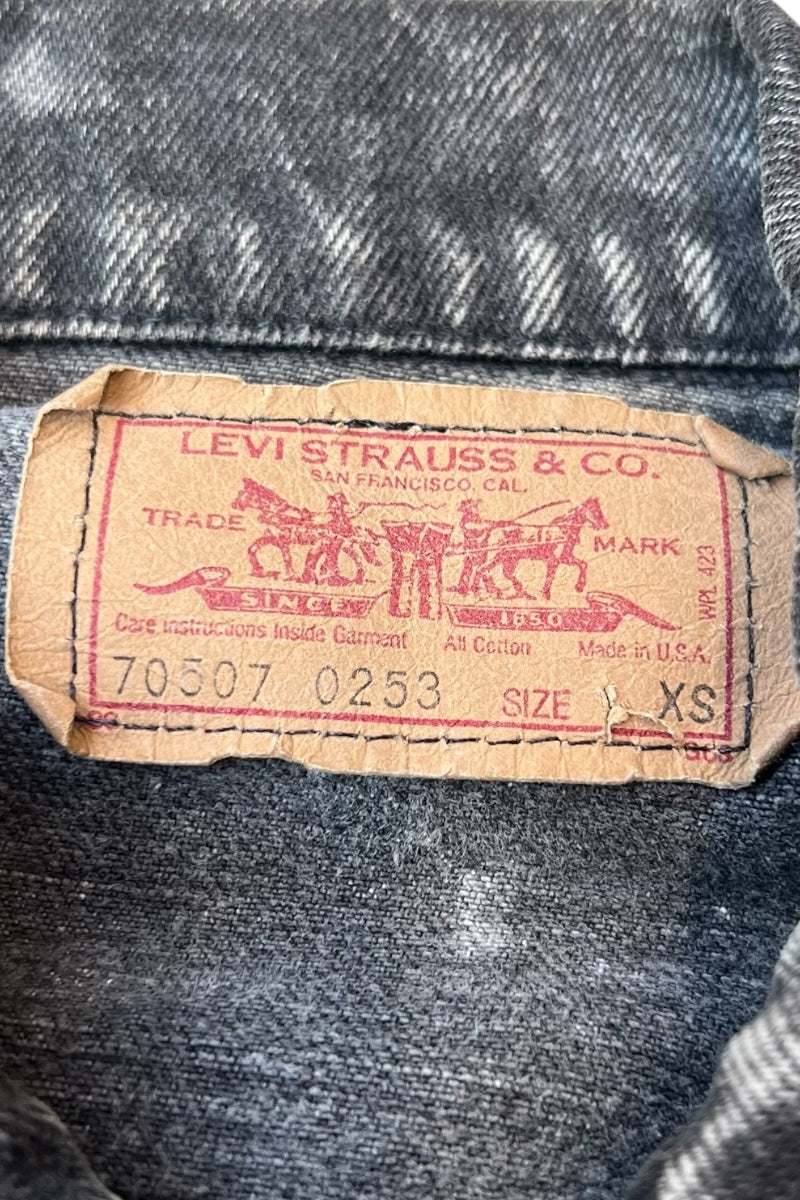 LEVI STRAUSS & CO.
SAN FRANCISCO, CAL.
TRADE MARK
SINCE 1850
WPL 423
Care Instructions Inside Garment All Cotton Made in U.S.A.
70507 0253 SIZE XS